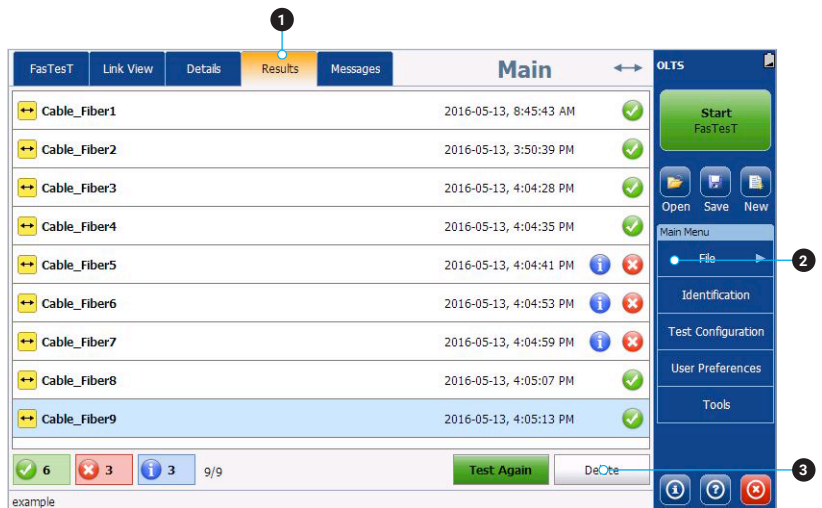 1
FasTesT Link View Details Results Messages Main OLTS
Cable_Fiber1 2016-05-13, 8:45:43 AM
Cable_Fiber2 2016-05-13, 3:50:39 PM
Cable_Fiber3 2016-05-13, 4:04:28 PM
Cable_Fiber4 2016-05-13, 4:04:35 PM
Cable_Fiber5 2016-05-13, 4:04:41 PM
Cable_Fiber6 2016-05-13, 4:04:53 PM
Cable_Fiber7 2016-05-13, 4:04:59 PM
Cable_Fiber8 2016-05-13, 4:05:07 PM
Cable_Fiber9 2016-05-13, 4:05:13 PM
6 3 3 9/9 Test Again Delete
example
Start
FasTesT
Open Save New
Main Menu
File 2
Identification
Test Configuration
User Preferences
Tools
3